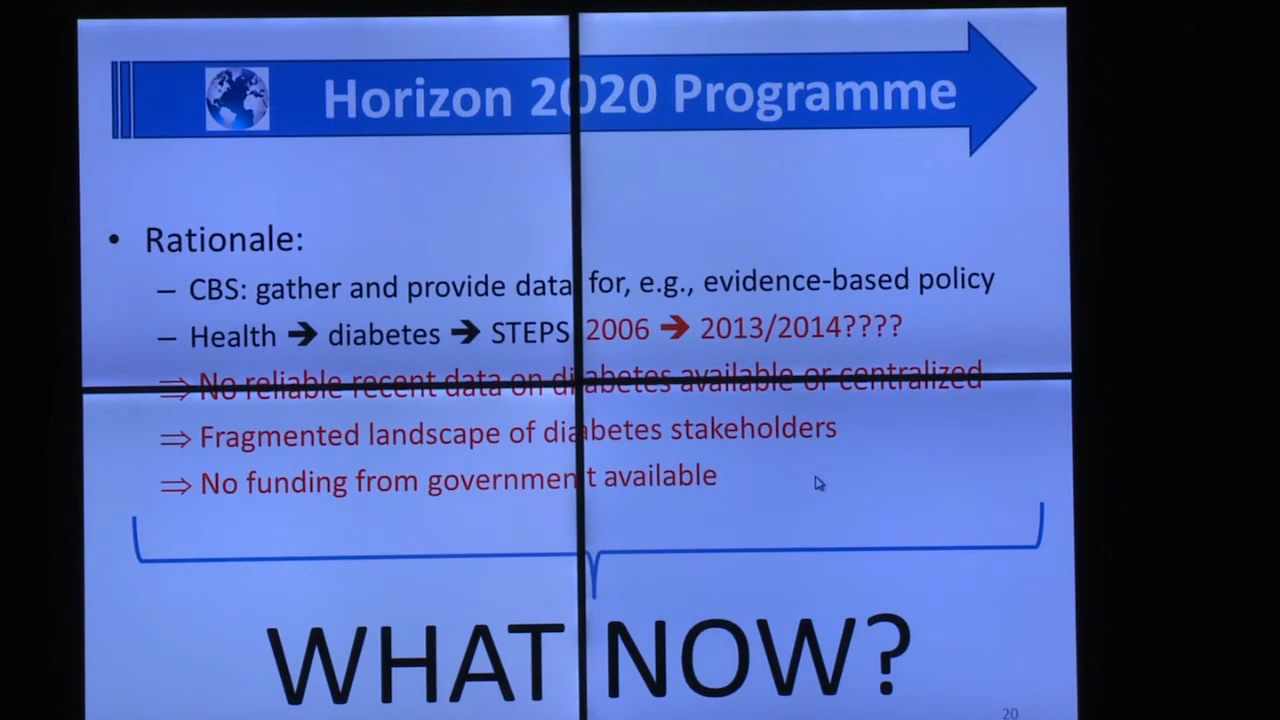 Horizon 2020 Programme
• Rationale:
– CBS: gather and provide data for, e.g., evidence-based policy
– Health ➔ diabetes ➔ STEPS 2006 ➔ 2013/2014????
⇒ No reliable recent data on diabetes available or centralized
⇒ Fragmented landscape of diabetes stakeholders
⇒ No funding from government available
WHAT NOW?
20